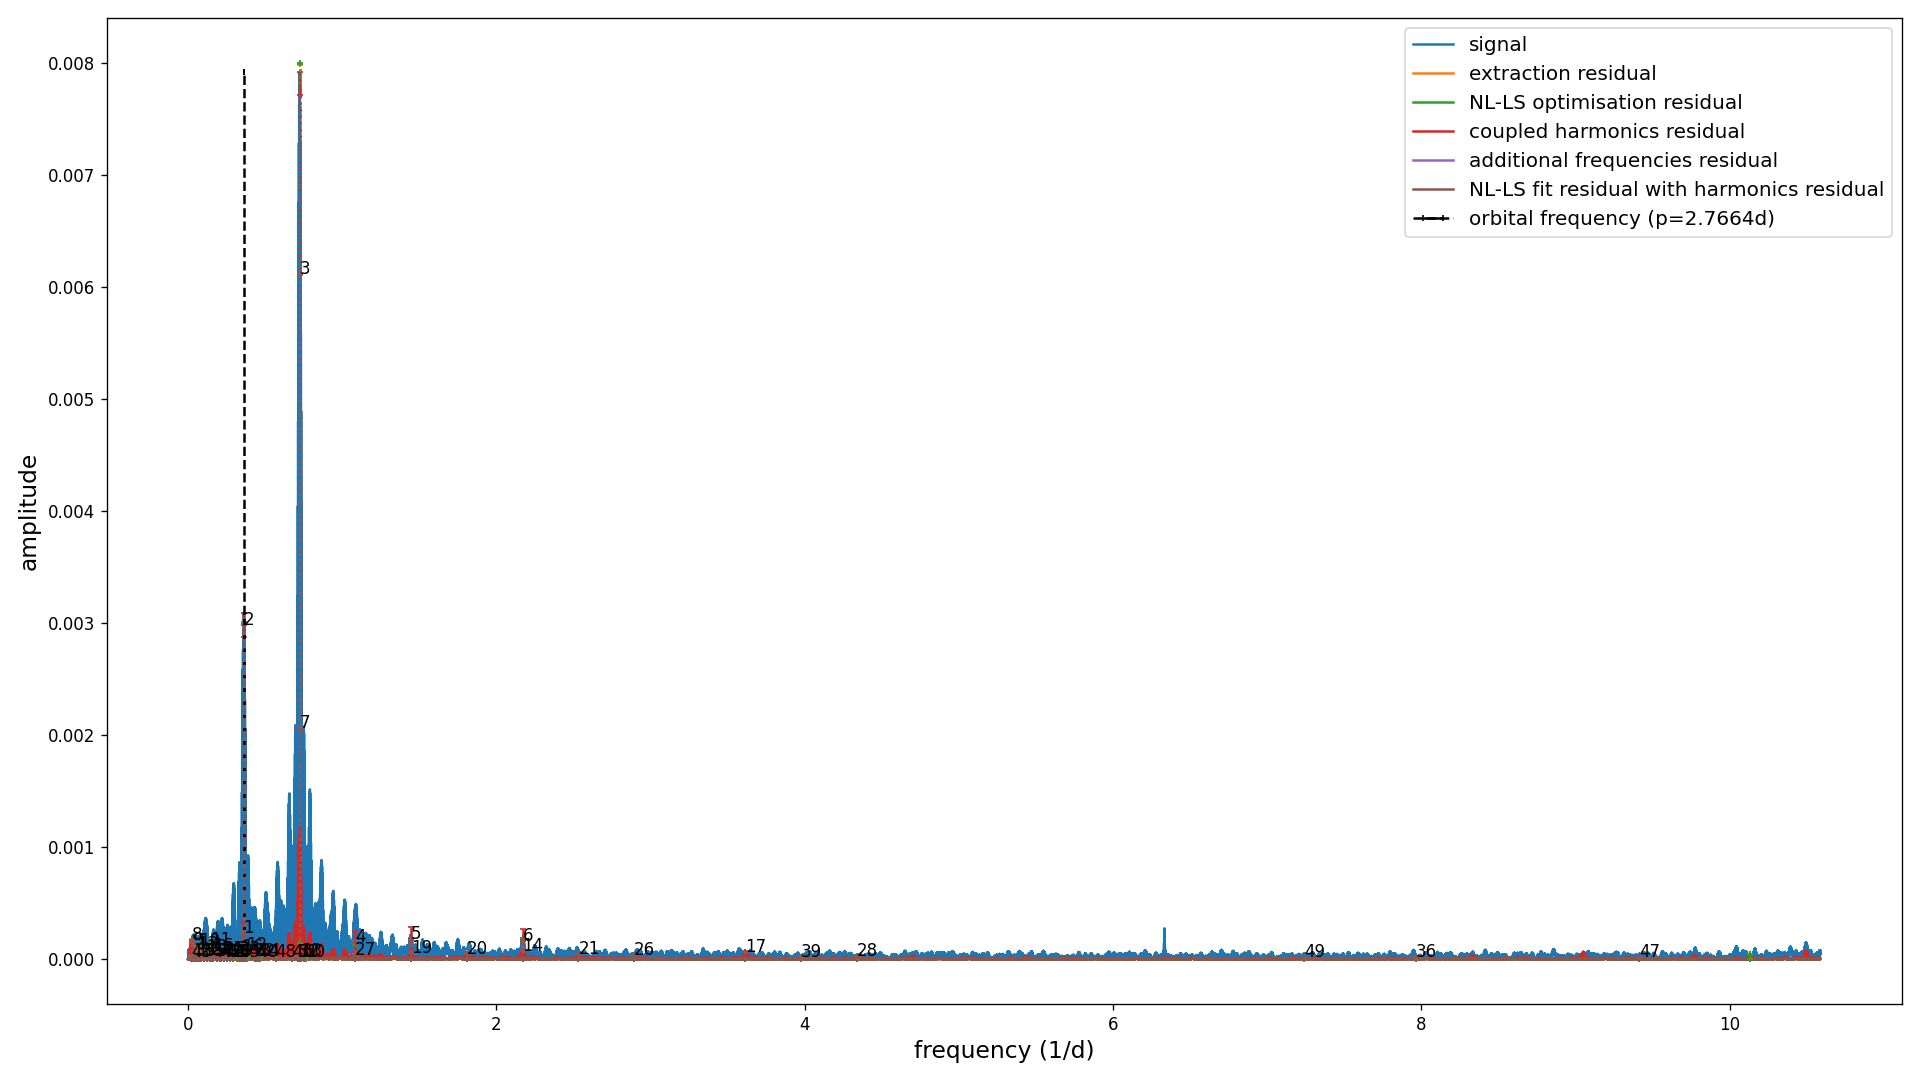 signal
extraction residual
NL-LS optimisation residual
coupled harmonics residual
additional frequencies residual
NL-LS fit residual with harmonics residual
orbital frequency (p=2.7664d)
0.008
0.007
0.006
0.005
0.004
0.003
0.002
0.001
0.000
amplitude
3
2
7
1
8
4
5
6
27
19
20
14
21
26
17
39
28
49
36
47
0 2 4 6 8 10
frequency (1/d)